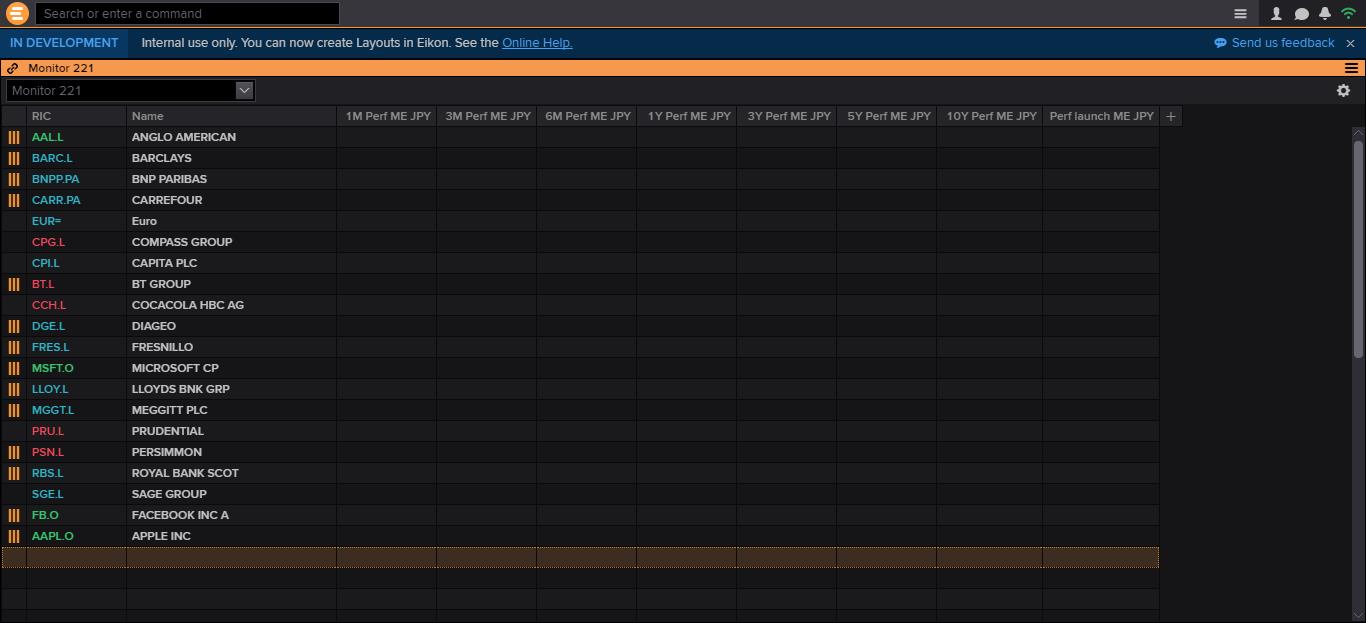 Search or enter a command
IN DEVELOPMENT Internal use only. You can now create Layouts in Eikon. See the Online Help. Send us feedback
Monitor 221
Monitor 221
RIC Name 1M Perf ME JPY 3M Perf ME JPY 6M Perf ME JPY 1Y Perf ME JPY 3Y Perf ME JPY 5Y Perf ME JPY 10Y Perf ME JPY Perf launch ME JPY +
AAL.L ANGLO AMERICAN
BARC.L BARCLAYS
BNPP.PA BNP PARIBAS
CARR.PA CARREFOUR
EUR= Euro
CPG.L COMPASS GROUP
CPI.L CAPITA PLC
BT.L BT GROUP
CCH.L COCACOLA HBC AG
DGE.L DIAGEO
FRES.L FRESNILLO
MSFT.O MICROSOFT CP
LLOY.L LLOYDS BNK GRP
MGGT.L MEGGITT PLC
PRU.L PRUDENTIAL
PSN.L PERSIMMON
RBS.L ROYAL BANK SCOT
SGE.L SAGE GROUP
FB.O FACEBOOK INC A
AAPL.O APPLE INC